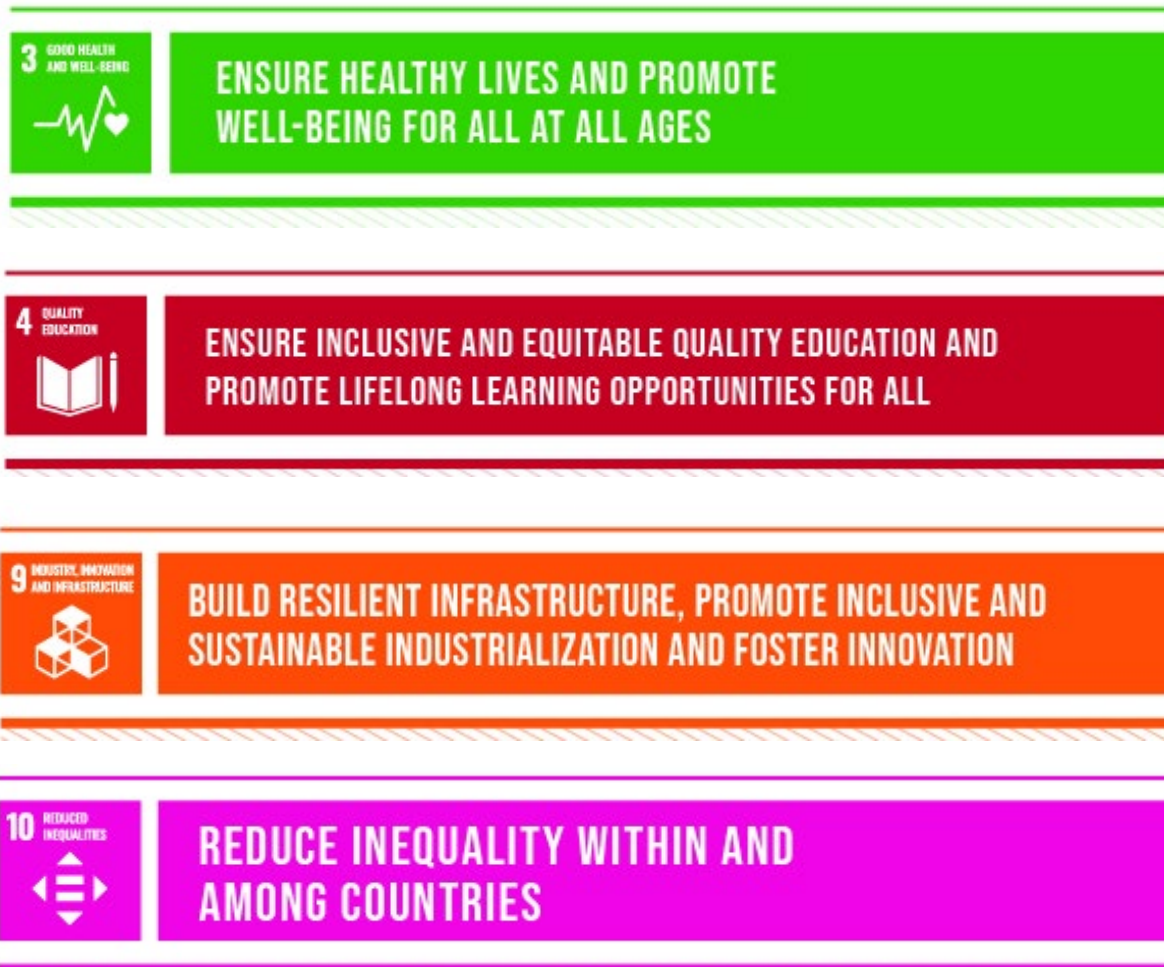 3 GOOD HEALTH
AND WELL-BEING
ENSURE HEALTHY LIVES AND PROMOTE
WELL-BEING FOR ALL AT ALL AGES
4 QUALITY
EDUCATION
ENSURE INCLUSIVE AND EQUITABLE QUALITY EDUCATION AND
PROMOTE LIFELONG LEARNING OPPORTUNITIES FOR ALL
9 INDUSTRY, INNOVATION
AND INFRASTRUCTURE
BUILD RESILIENT INFRASTRUCTURE, PROMOTE INCLUSIVE AND
SUSTAINABLE INDUSTRIALIZATION AND FOSTER INNOVATION
10 REDUCED
INEQUALITIES
REDUCE INEQUALITY WITHIN AND
AMONG COUNTRIES